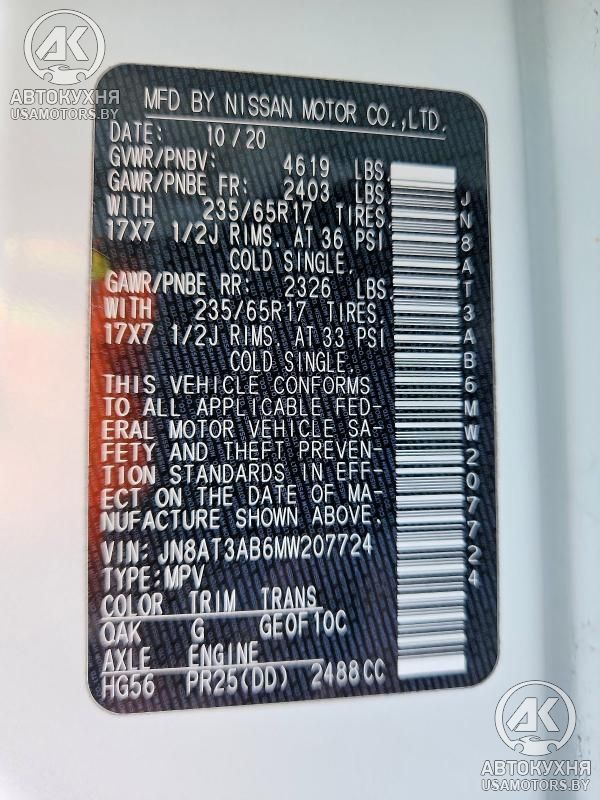 AK
АВТОКУХНЯ
USAMOTORS.BY
MFD BY NISSAN MOTOR CO.,LTD.
DATE: 10/20
GVWR/PNBV: 4619 LBS
GAWR/PNBE FR: 2403 LBS
WITH 235/65R17 TIRES,
17X7 1/2J RIMS, AT 36 PSI
COLD SINGLE,
GAWR/PNBE RR: 2326 LBS,
WITH 235/65R17 TIRES,
17X7 1/2J RIMS, AT 33 PSI
COLD SINGLE,
THIS VEHICLE CONFORMS
TO ALL APPLICABLE FED-
ERAL MOTOR VEHICLE SA-
FETY AND THEFT PREVEN-
TION STANDARDS IN EFF-
ECT ON THE DATE OF MA-
NUFACTURE SHOWN ABOVE.
VIN: JN8AT3AB6MW207724
TYPE:MPV
COLOR TRIM TRANS
QAK G GEOF10C
AXLE ENGINE
HG56 PR25(DD) 2488CC
JN8AT3AB6MW207724
AK
АВТОКУХНЯ
USAMOTORS.BY